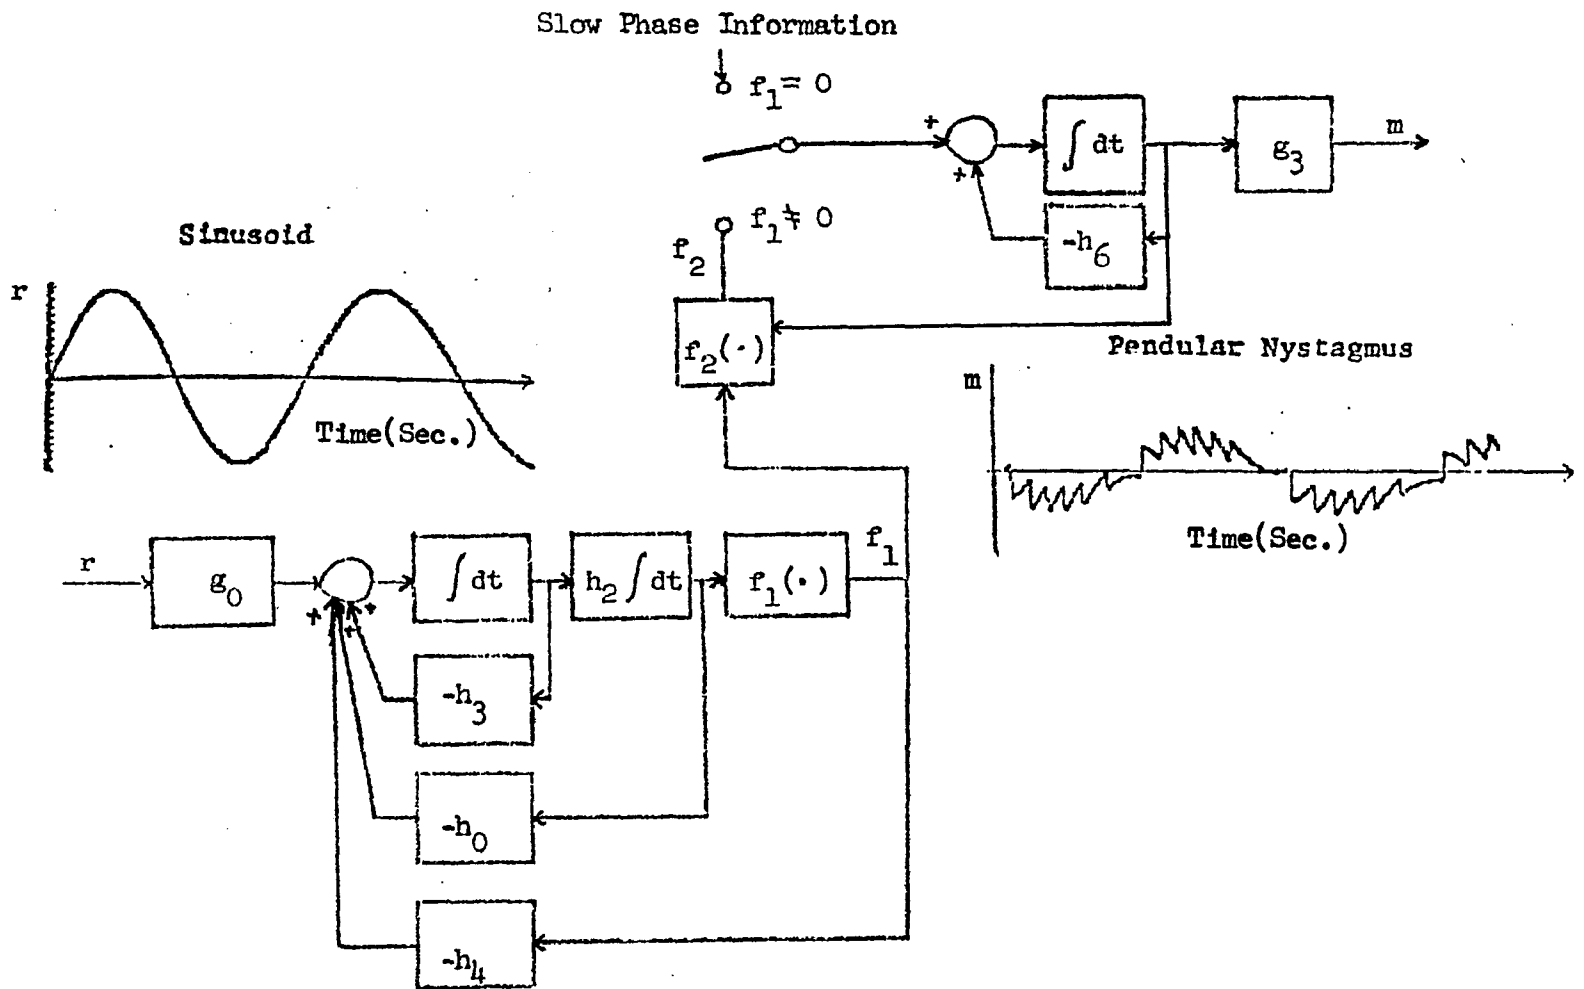 Slow Phase Information
f₁ = 0
+
+
∫ dt
g₃
m
-h₆
f₁ ≠ 0
f₂
f₂(·)
Sinusoid
r
Time(Sec.)
Pendular Nystagmus
m
Time(Sec.)
r
g₀
+
+
+
∫ dt
h₂ ∫ dt
f₁(·)
f₁
-h₃
-h₀
-h₄